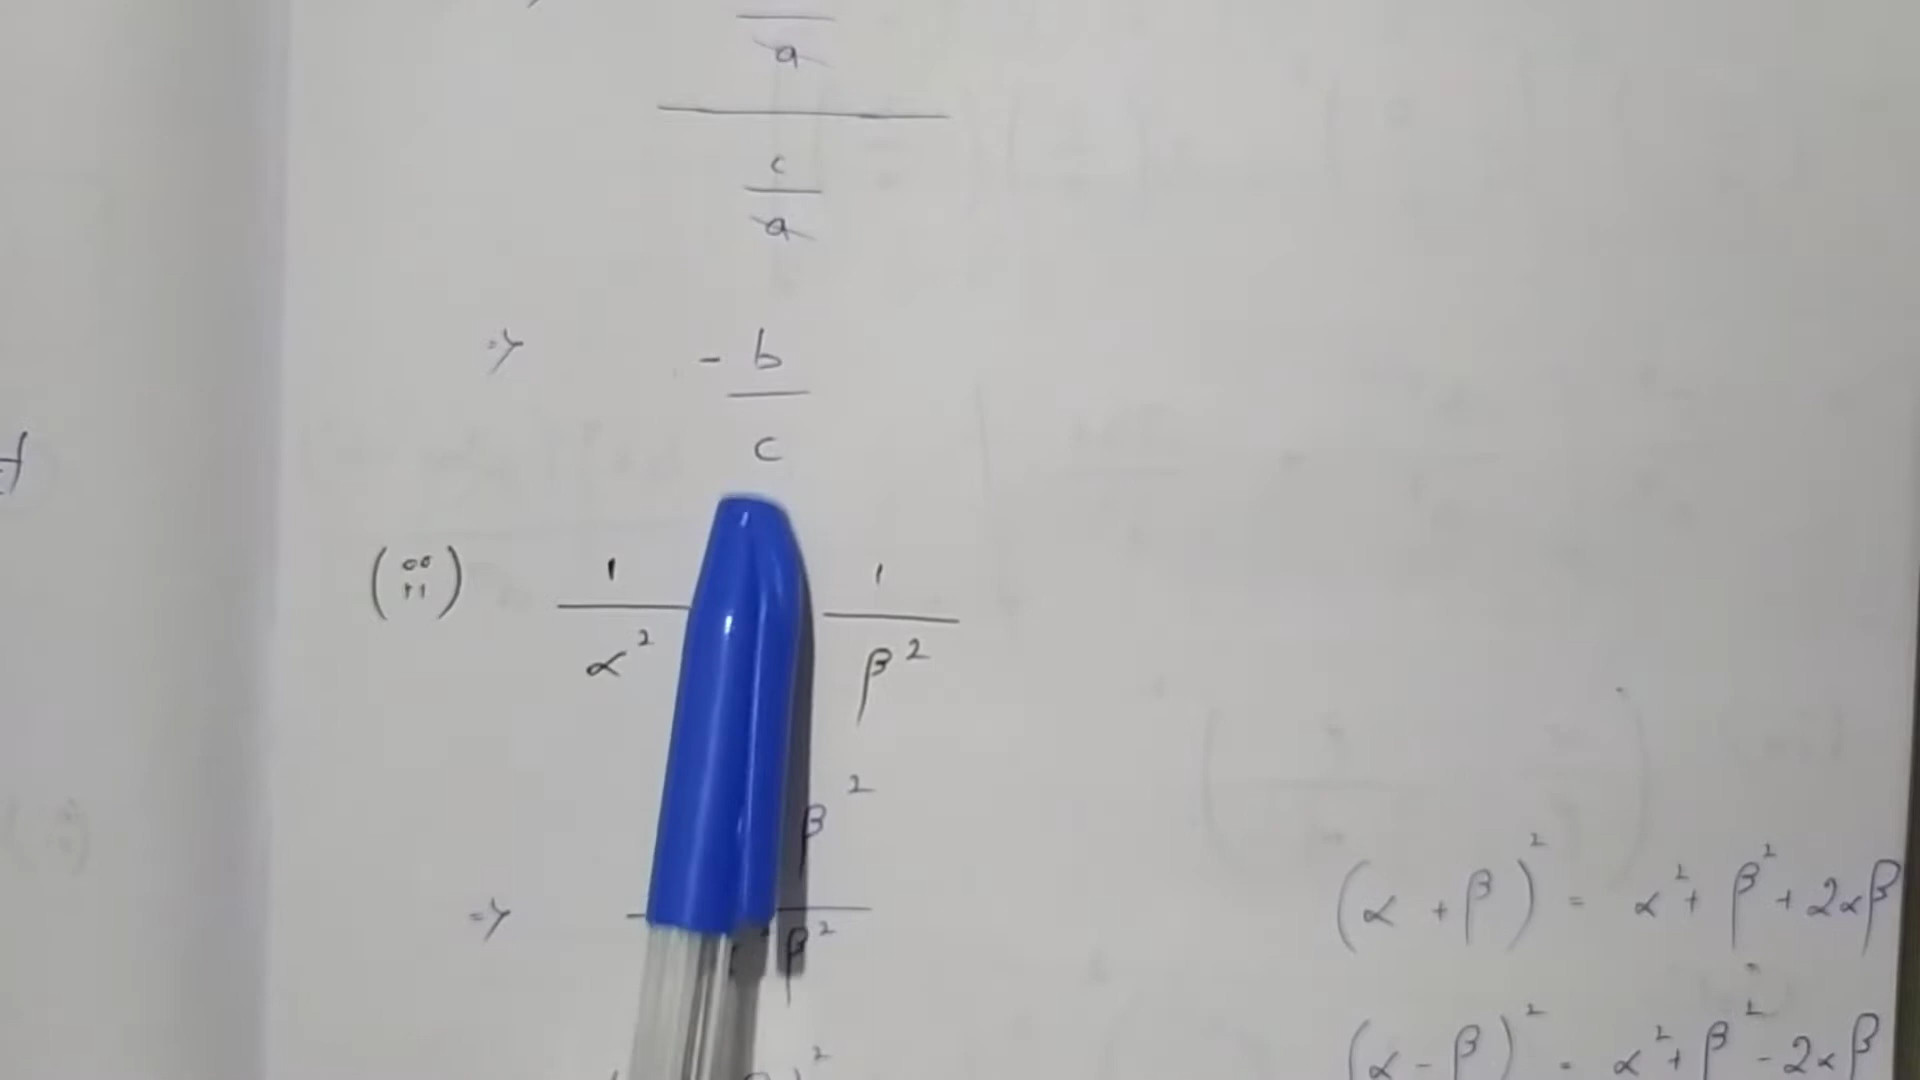 a
c
a
=> - b
c
(ii) 1 1
α² β²
β²
=> β²
(α + β)² = α² + β² + 2αβ
(α - β)² = α² + β² - 2αβ